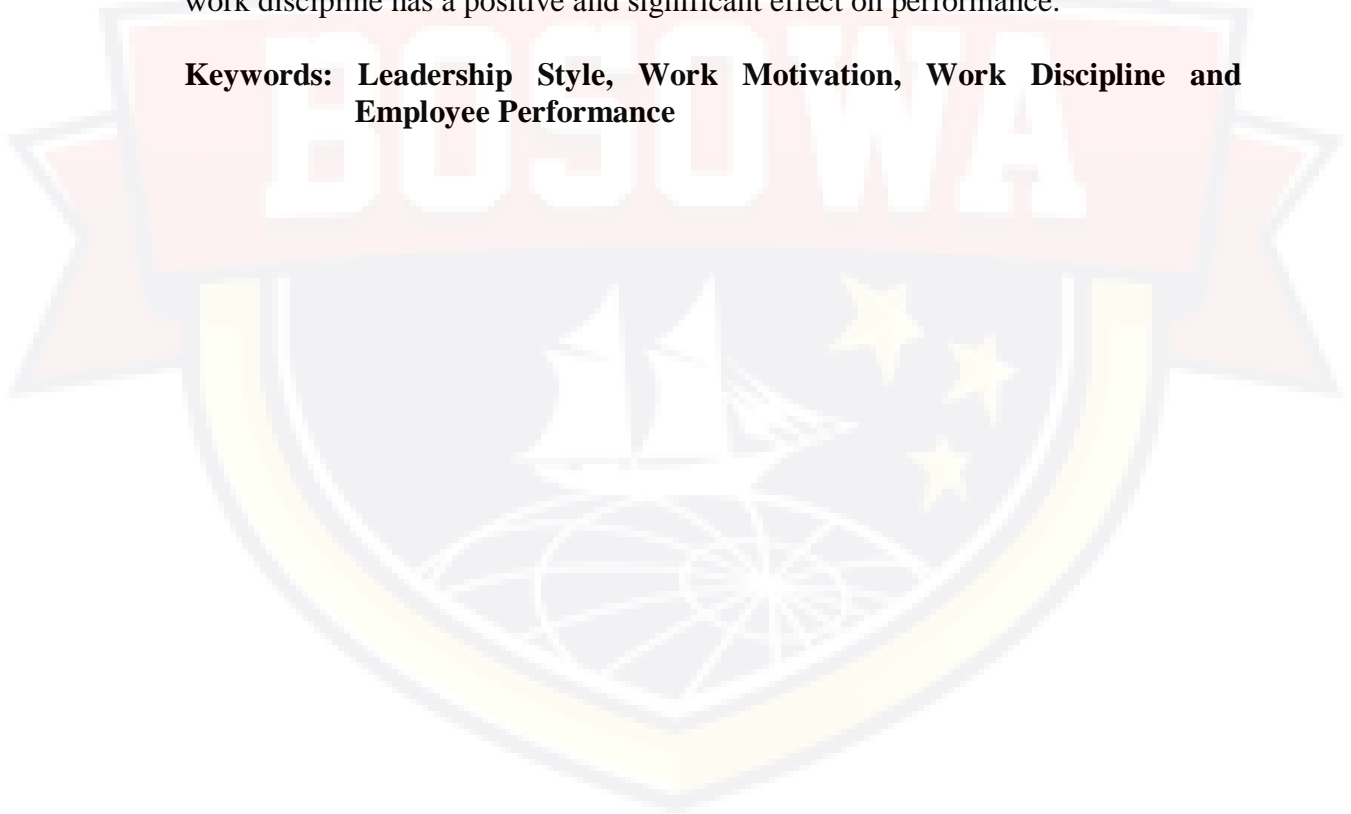 work discipline has a positive and significant effect on performance.
Keywords: Leadership Style, Work Motivation, Work Discipline and
Employee Performance
BOSOWA